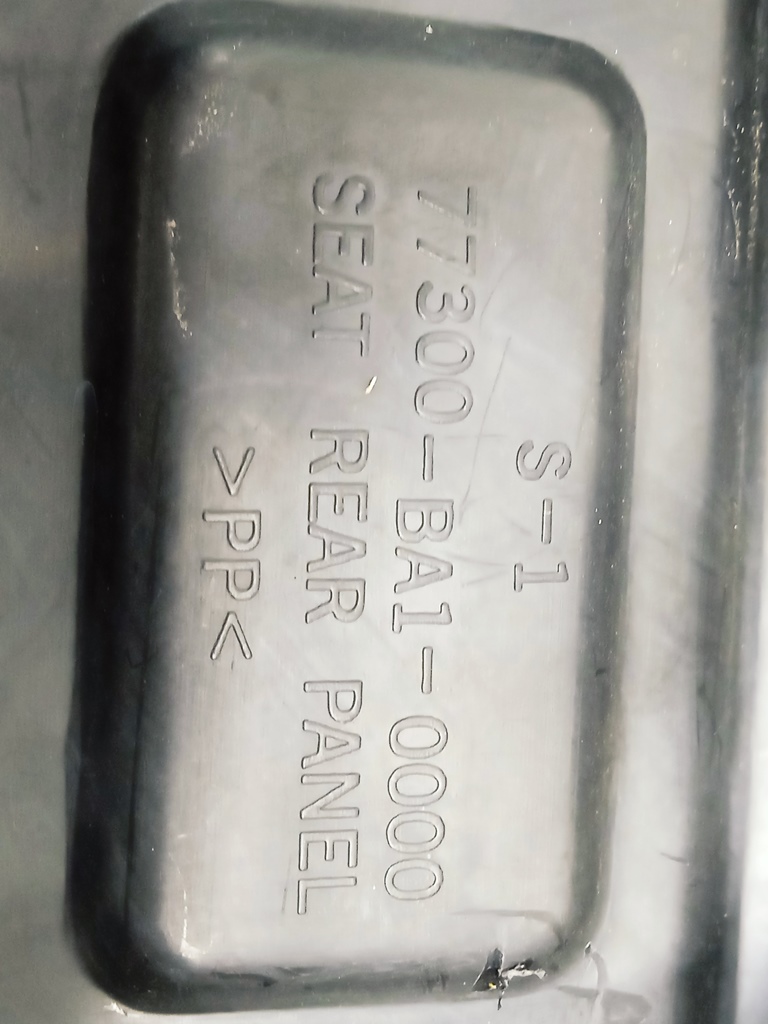 S-1
77300-BA1-0000
SEAT REAR PANEL
>PP<